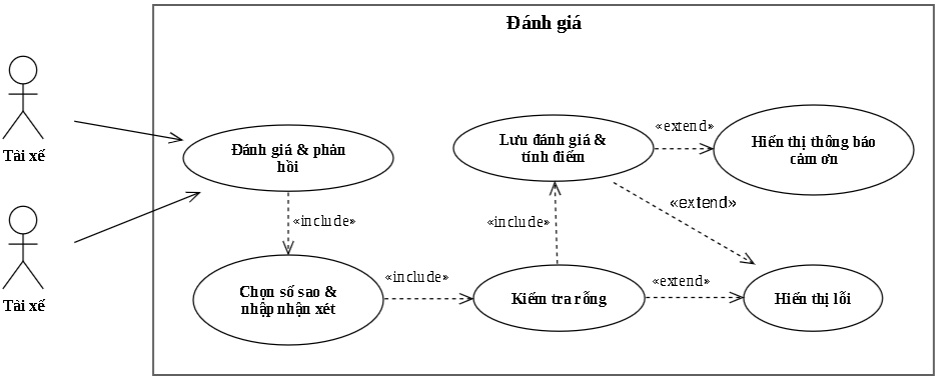 Đánh giá
Tài xế
Tài xế
Đánh giá & phản
hồi
«include»
Chọn số sao &
nhập nhận xét
«include»
Kiểm tra rỗng
«include»
Lưu đánh giá &
tính điểm
«extend»
Hiển thị thông báo
cảm ơn
«extend»
«extend»
Hiển thị lỗi